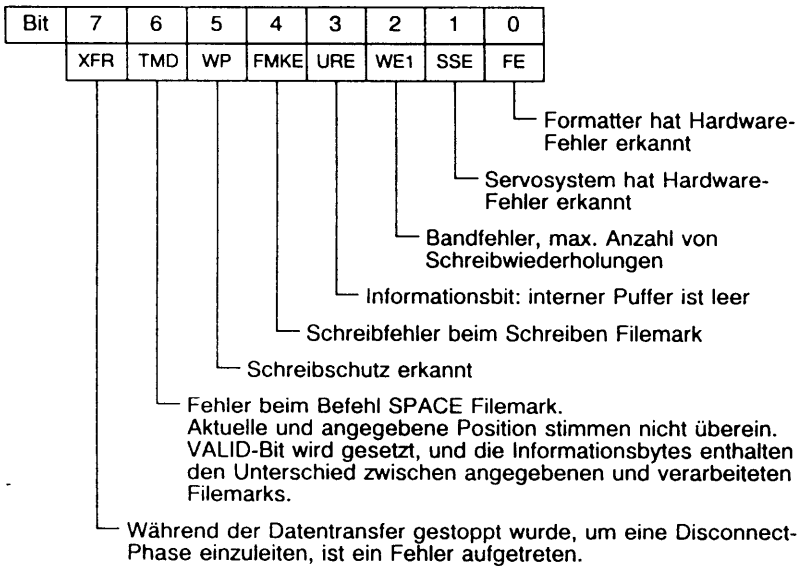 Bit 7 6 5 4 3 2 1 0
XFR TMD WP FMKE URE WE1 SSE FE
Formatter hat Hardware-
Fehler erkannt
Servosystem hat Hardware-
Fehler erkannt
Bandfehler, max. Anzahl von
Schreibwiederholungen
Informationsbit: interner Puffer ist leer
Schreibfehler beim Schreiben Filemark
Schreibschutz erkannt
Fehler beim Befehl SPACE Filemark.
Aktuelle und angegebene Position stimmen nicht überein.
VALID-Bit wird gesetzt, und die Informationsbytes enthalten
den Unterschied zwischen angegebenen und verarbeiteten
Filemarks.
Während der Datentransfer gestoppt wurde, um eine Disconnect-
Phase einzuleiten, ist ein Fehler aufgetreten.